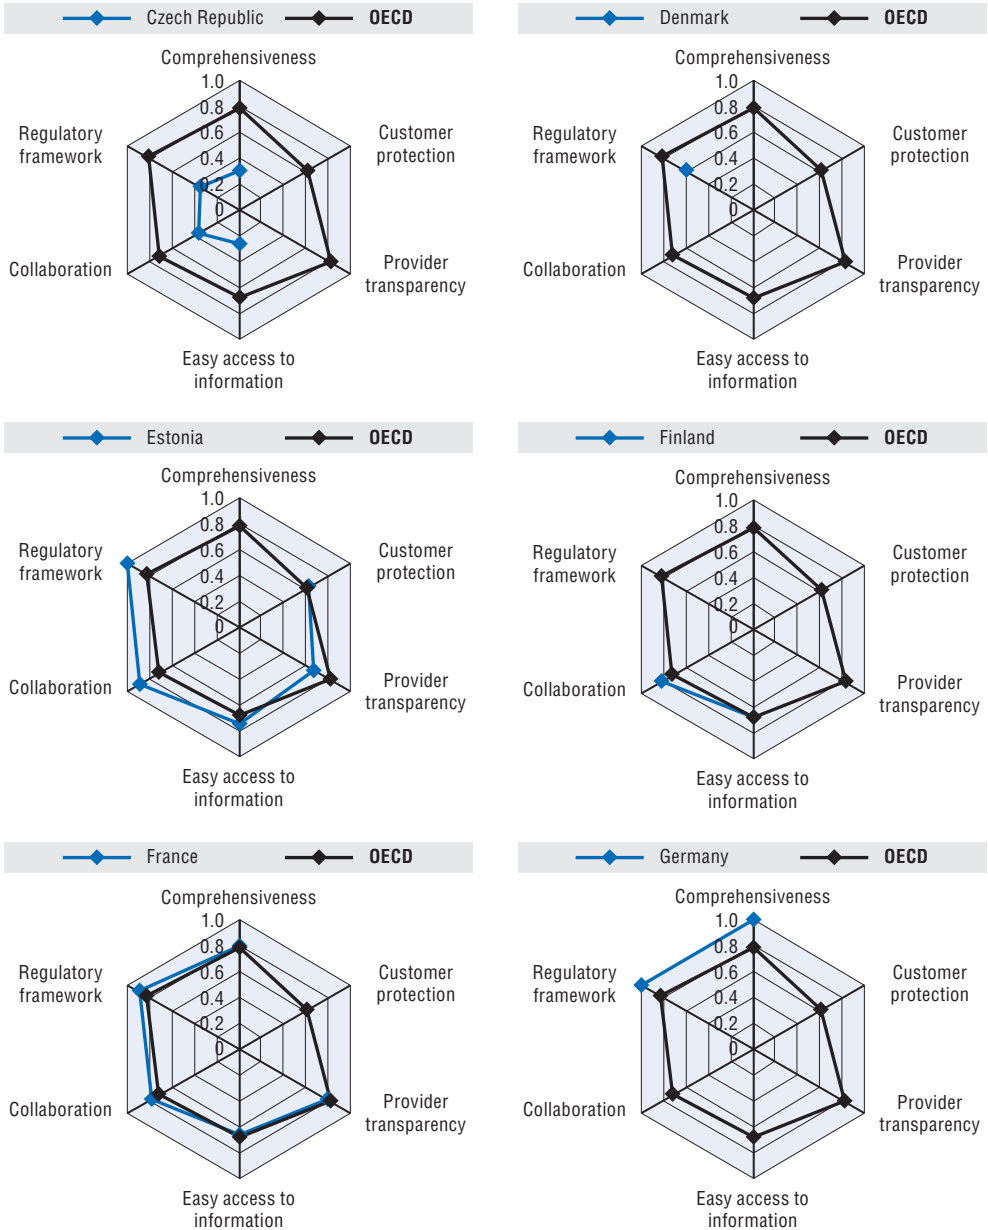 Czech Republic OECD
Comprehensiveness
1.0
0.8
0.6
0.4
0.2
0
Regulatory
framework
Customer
protection
Collaboration
Provider
transparency
Easy access to
information
Denmark OECD
Comprehensiveness
1.0
0.8
0.6
0.4
0.2
0
Regulatory
framework
Customer
protection
Collaboration
Provider
transparency
Easy access to
information
Estonia OECD
Comprehensiveness
1.0
0.8
0.6
0.4
0.2
0
Regulatory
framework
Customer
protection
Collaboration
Provider
transparency
Easy access to
information
Finland OECD
Comprehensiveness
1.0
0.8
0.6
0.4
0.2
0
Regulatory
framework
Customer
protection
Collaboration
Provider
transparency
Easy access to
information
France OECD
Comprehensiveness
1.0
0.8
0.6
0.4
0.2
0
Regulatory
framework
Customer
protection
Collaboration
Provider
transparency
Easy access to
information
Germany OECD
Comprehensiveness
1.0
0.8
0.6
0.4
0.2
0
Regulatory
framework
Customer
protection
Collaboration
Provider
transparency
Easy access to
information